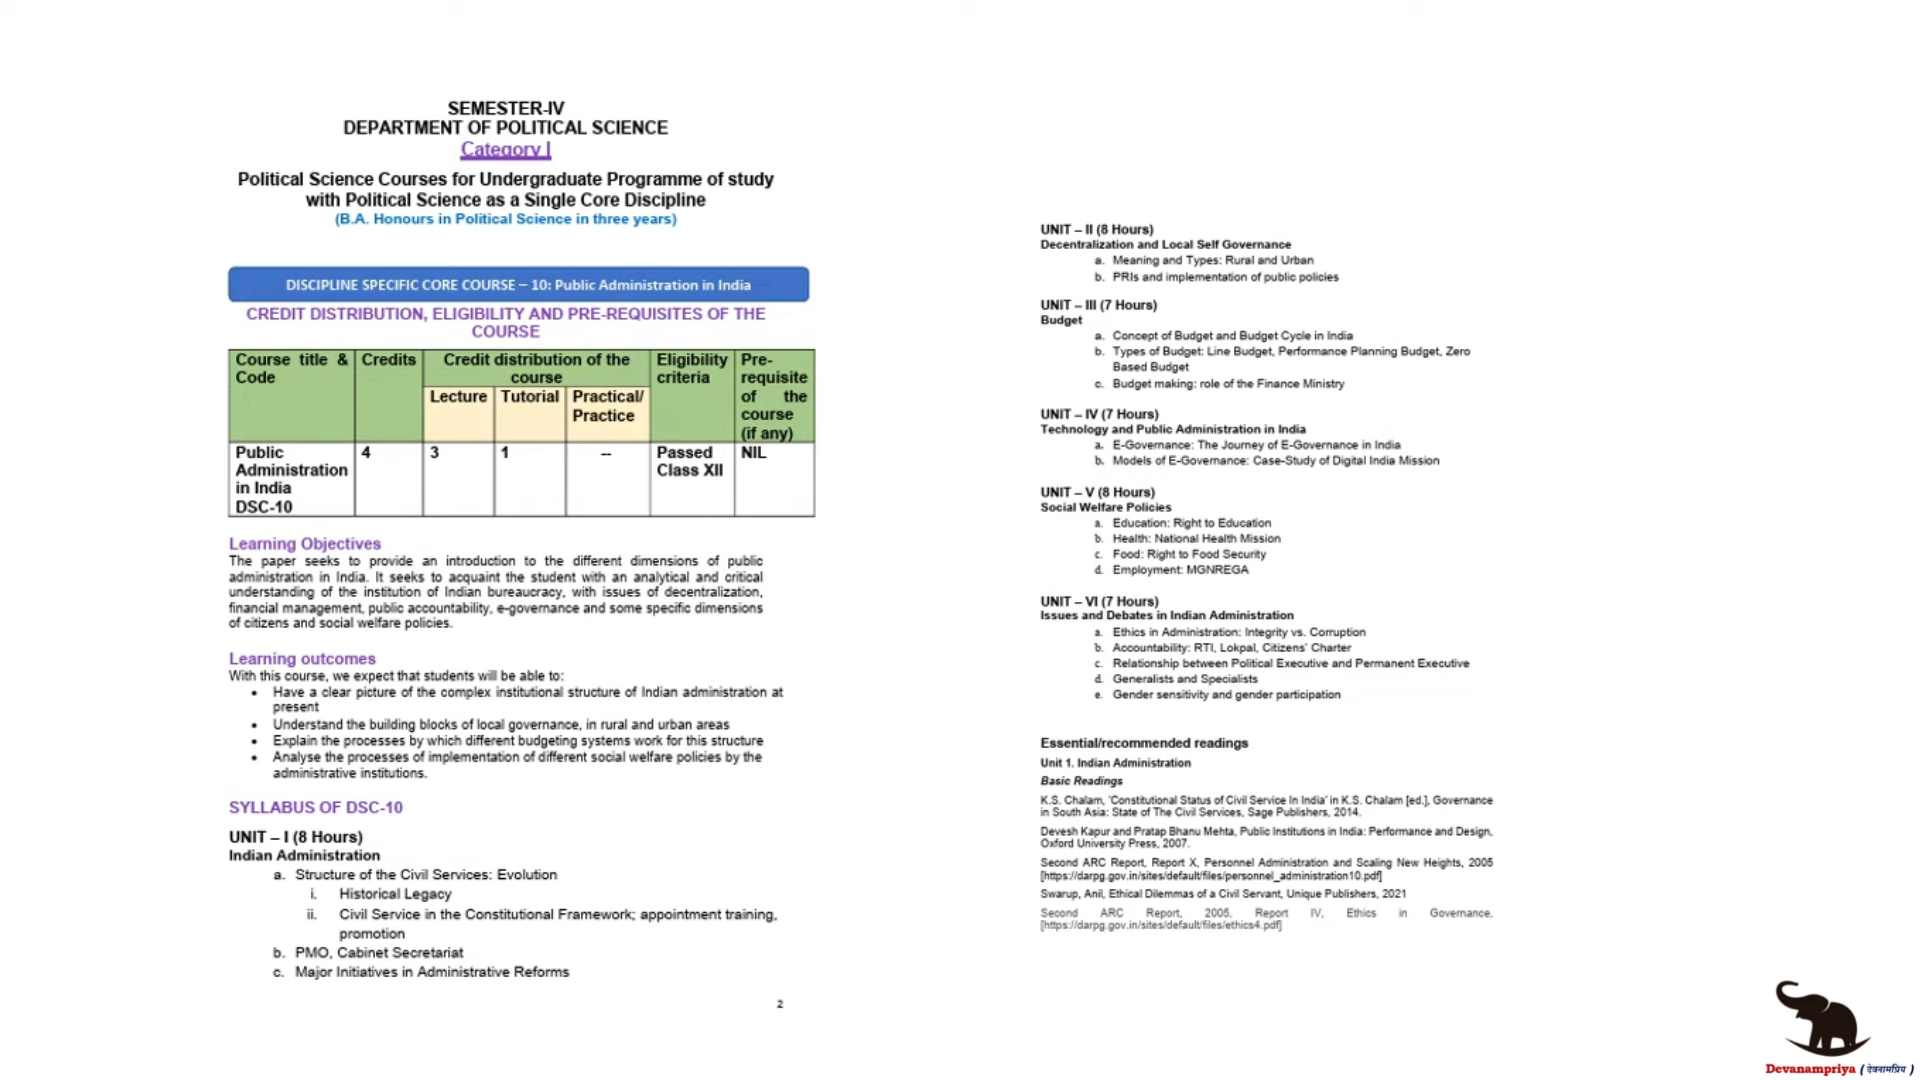 SEMESTER-IV
DEPARTMENT OF POLITICAL SCIENCE
Category I
Political Science Courses for Undergraduate Programme of study
with Political Science as a Single Core Discipline
(B.A. Honours in Political Science in three years)
DISCIPLINE SPECIFIC CORE COURSE – 10: Public Administration in India
CREDIT DISTRIBUTION, ELIGIBILITY AND PRE-REQUISITES OF THE
COURSE
Course title & Code Credits Credit distribution of the course Eligibility criteria Pre-requisite of the course (if any)
Lecture Tutorial Practical/ Practice
Public Administration in India DSC-10 4 3 1 -- Passed Class XII NIL
Learning Objectives
The paper seeks to provide an introduction to the different dimensions of public
administration in India. It seeks to acquaint the student with an analytical and critical
understanding of the institution of Indian bureaucracy, with issues of decentralization,
financial management, public accountability, e-governance and some specific dimensions
of citizens and social welfare policies.
Learning outcomes
With this course, we expect that students will be able to:
• Have a clear picture of the complex institutional structure of Indian administration at
present
• Understand the building blocks of local governance, in rural and urban areas
• Explain the processes by which different budgeting systems work for this structure
• Analyse the processes of implementation of different social welfare policies by the
administrative institutions.
SYLLABUS OF DSC-10
UNIT – I (8 Hours)
Indian Administration
a. Structure of the Civil Services: Evolution
i. Historical Legacy
ii. Civil Service in the Constitutional Framework; appointment training,
promotion
b. PMO, Cabinet Secretariat
c. Major Initiatives in Administrative Reforms
2
UNIT – II (8 Hours)
Decentralization and Local Self Governance
a. Meaning and Types: Rural and Urban
b. PRIs and implementation of public policies
UNIT – III (7 Hours)
Budget
a. Concept of Budget and Budget Cycle in India
b. Types of Budget: Line Budget, Performance Planning Budget, Zero
Based Budget
c. Budget making: role of the Finance Ministry
UNIT – IV (7 Hours)
Technology and Public Administration in India
a. E-Governance: The Journey of E-Governance in India
b. Models of E-Governance: Case-Study of Digital India Mission
UNIT – V (8 Hours)
Social Welfare Policies
a. Education: Right to Education
b. Health: National Health Mission
c. Food: Right to Food Security
d. Employment: MGNREGA
UNIT – VI (7 Hours)
Issues and Debates in Indian Administration
a. Ethics in Administration: Integrity vs. Corruption
b. Accountability: RTI, Lokpal, Citizens' Charter
c. Relationship between Political Executive and Permanent Executive
d. Generalists and Specialists
e. Gender sensitivity and gender participation
Essential/recommended readings
Unit 1. Indian Administration
Basic Readings
K.S. Chalam, 'Constitutional Status of Civil Service In India' in K.S. Chalam [ed.], Governance
in South Asia: State of The Civil Services, Sage Publishers, 2014.
Devesh Kapur and Pratap Bhanu Mehta, Public Institutions in India: Performance and Design,
Oxford University Press, 2007.
Second ARC Report, Report X, Personnel Administration and Scaling New Heights, 2005
[https://darpg.gov.in/sites/default/files/personnel_administration10.pdf]
Swarup, Anil, Ethical Dilemmas of a Civil Servant, Unique Publishers, 2021
Second ARC Report, 2005, Report IV, Ethics in Governance,
[https://darpg.gov.in/sites/default/files/ethics4.pdf]
Devanampriya ( देवनामप्रिय )